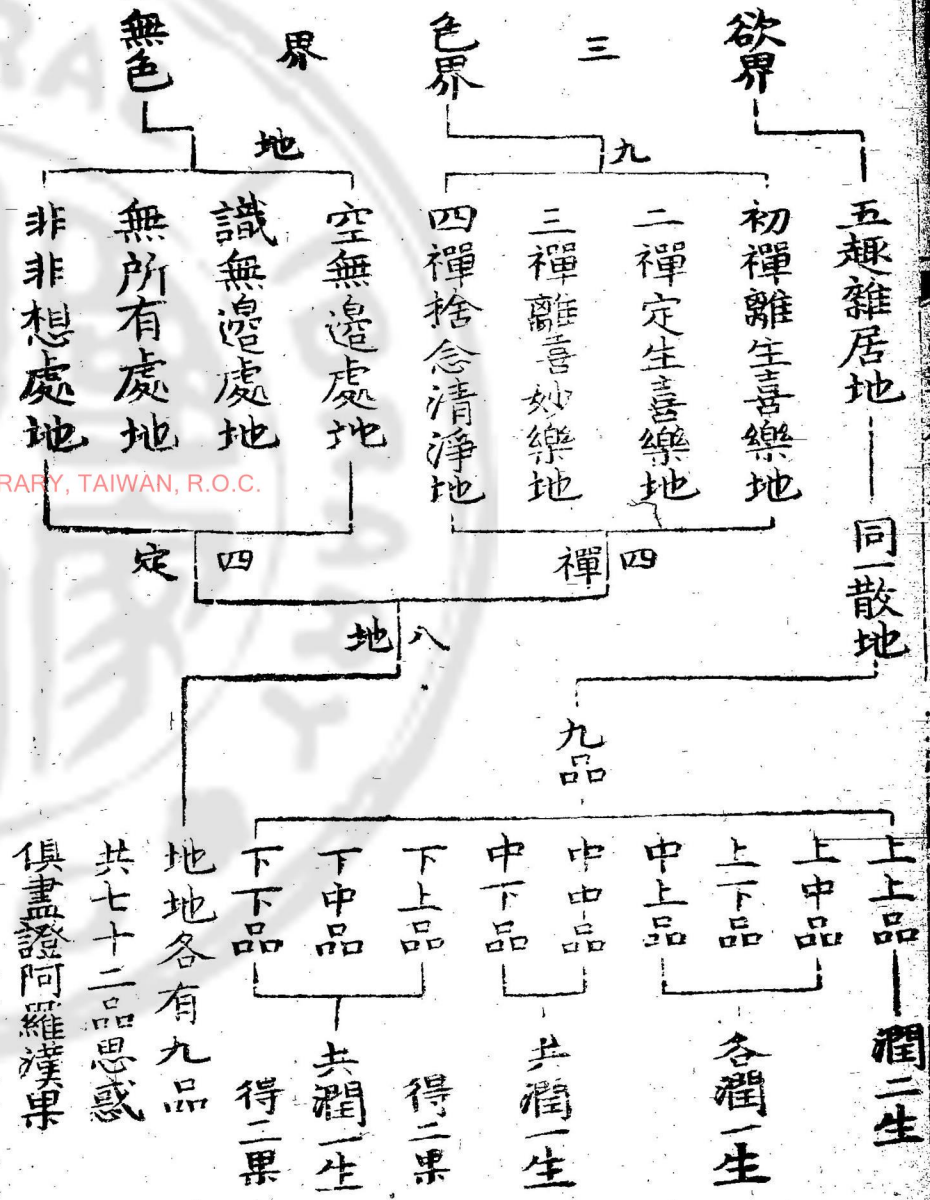 欲界
三
色界
界
無色
九
地
五趣雜居地
初禪離生喜樂地
二禪定生喜樂地
三禪離喜妙樂地
四禪捨念清淨地
空無邊處地
識無邊處地
無所有處地
非非想處地
同一散地
四禪
四定
八地
九品
上上品
上中品
上下品
中上品
中中品
中下品
下上品
下中品
下下品
潤二生
各潤一生
共潤一生
得二果
共潤一生
得二果
地地各有九品
共七十二品思惑
俱盡證阿羅漢果
RARY, TAIWAN, R.O.C.